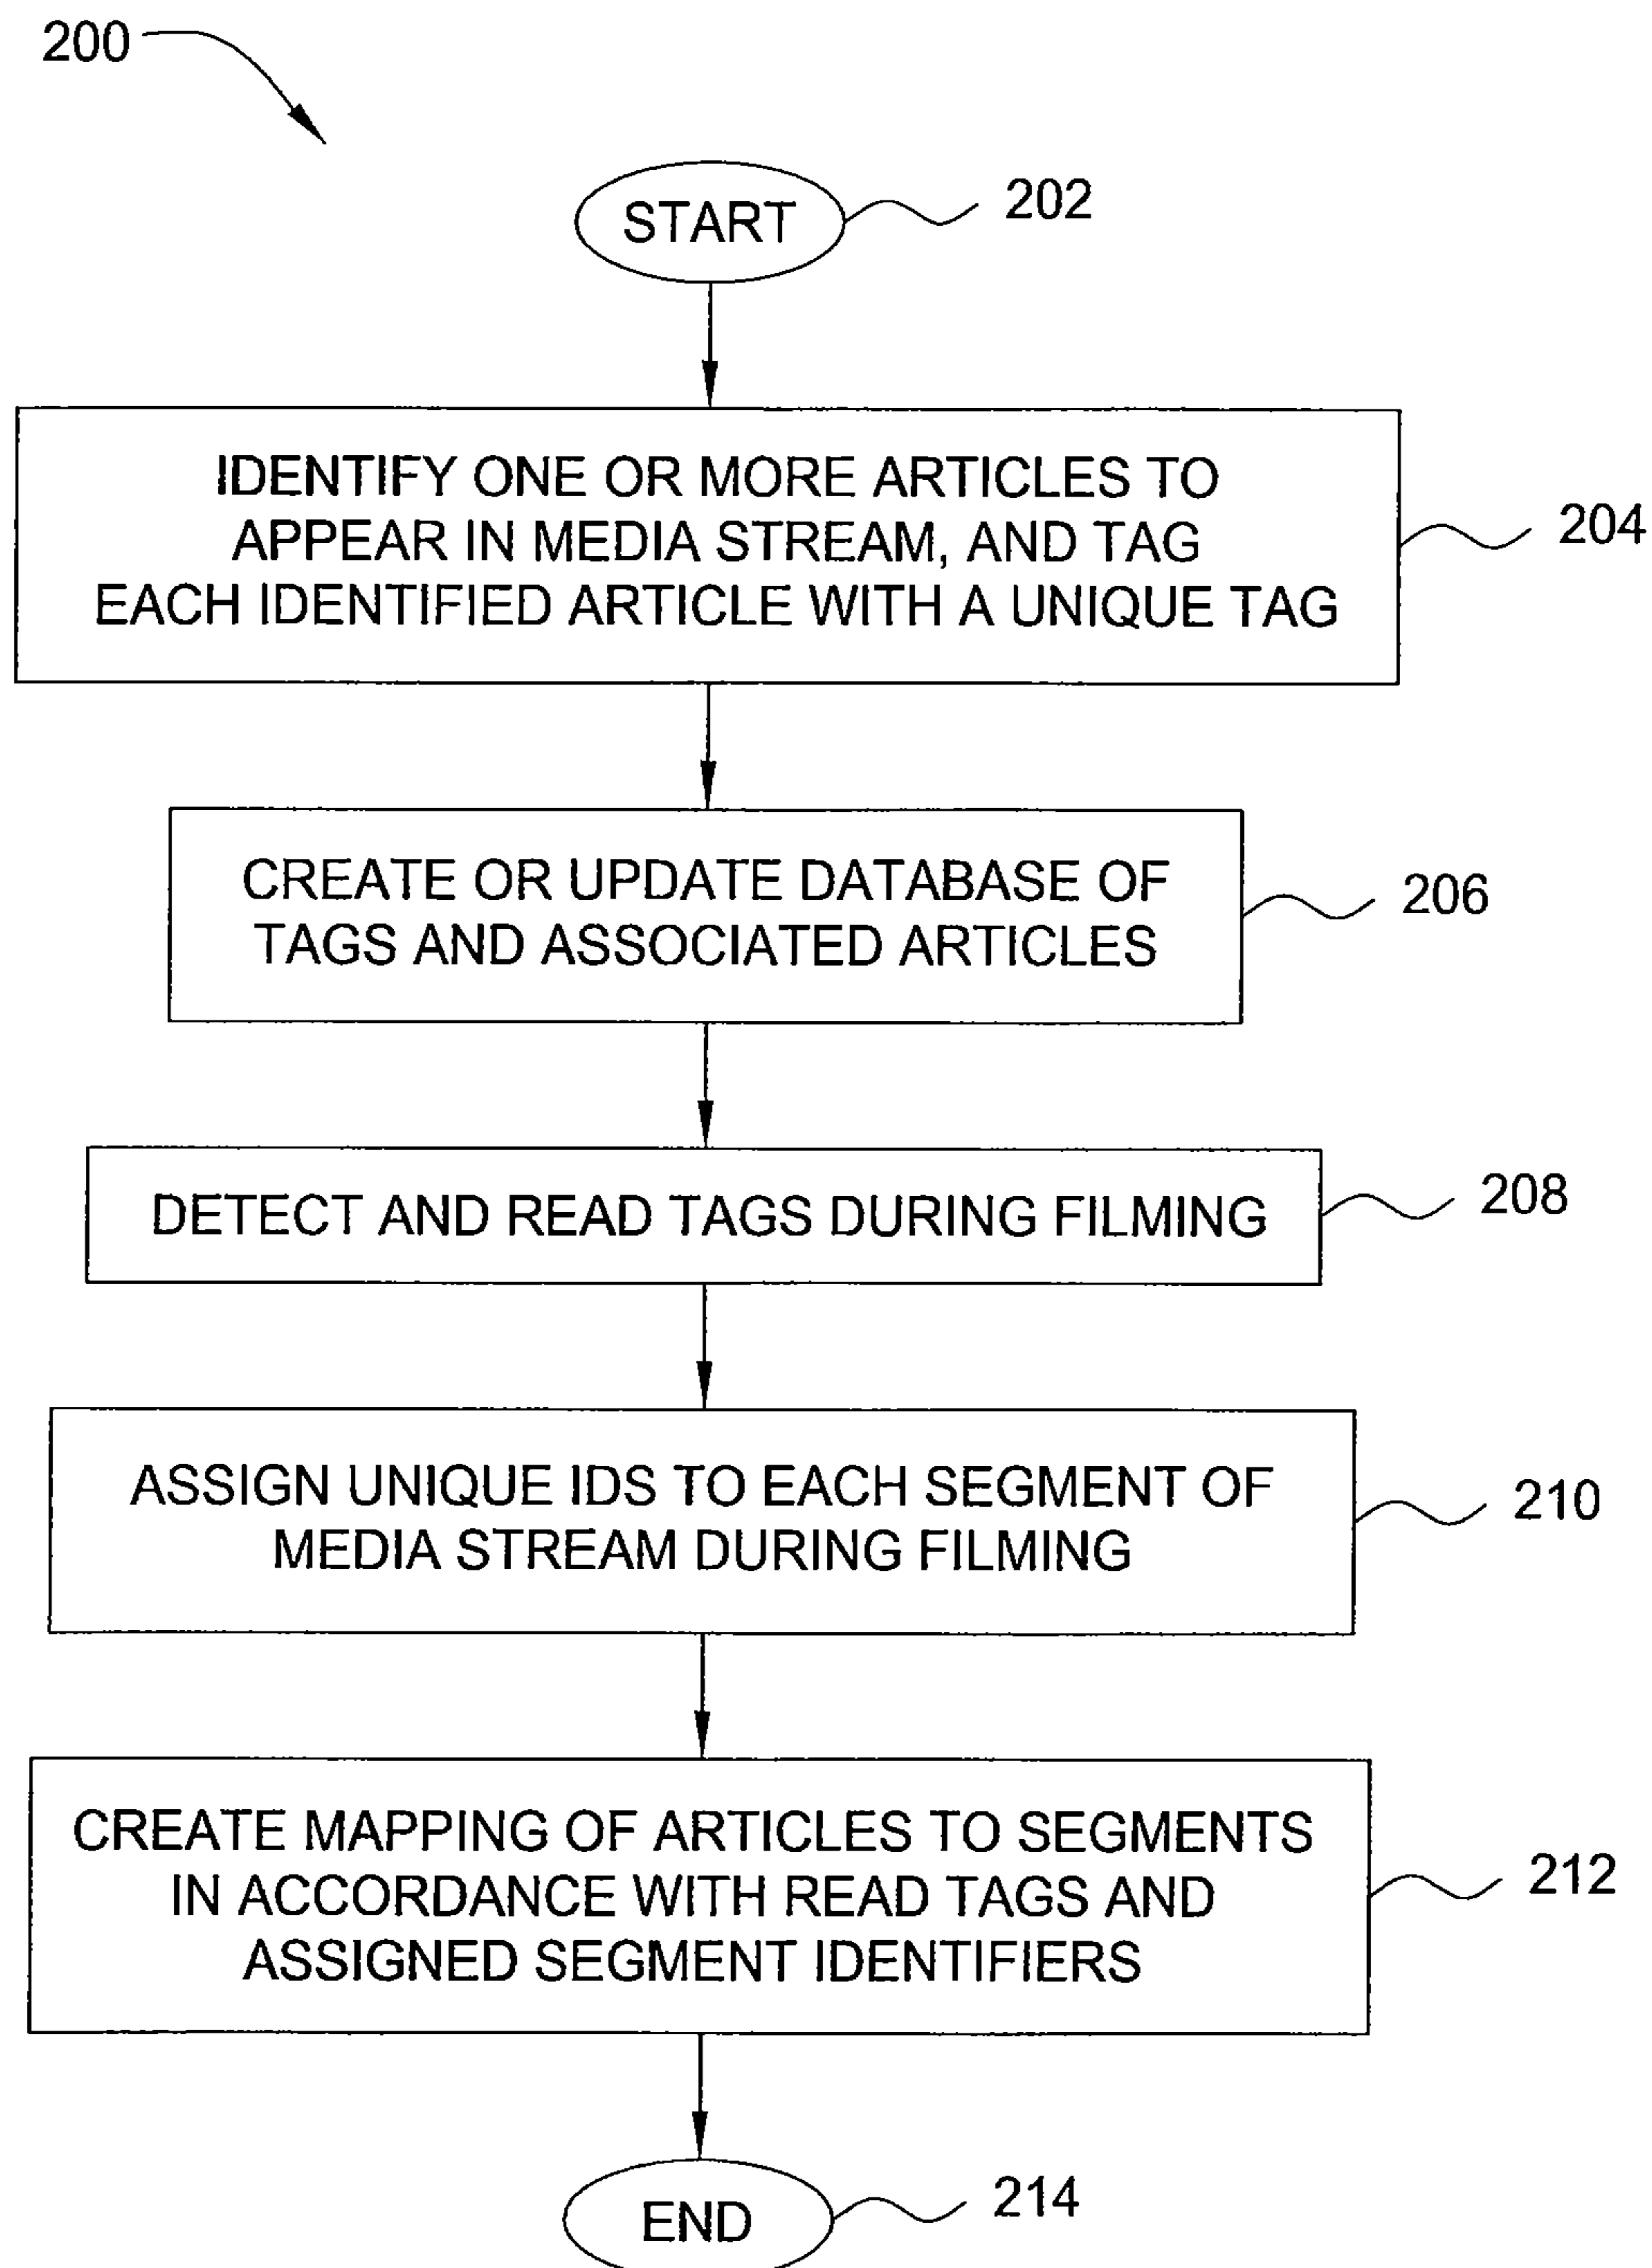 200
START
202
IDENTIFY ONE OR MORE ARTICLES TO
APPEAR IN MEDIA STREAM, AND TAG
EACH IDENTIFIED ARTICLE WITH A UNIQUE TAG
204
CREATE OR UPDATE DATABASE OF
TAGS AND ASSOCIATED ARTICLES
206
DETECT AND READ TAGS DURING FILMING
208
ASSIGN UNIQUE IDS TO EACH SEGMENT OF
MEDIA STREAM DURING FILMING
210
CREATE MAPPING OF ARTICLES TO SEGMENTS
IN ACCORDANCE WITH READ TAGS AND
ASSIGNED SEGMENT IDENTIFIERS
212
END
214